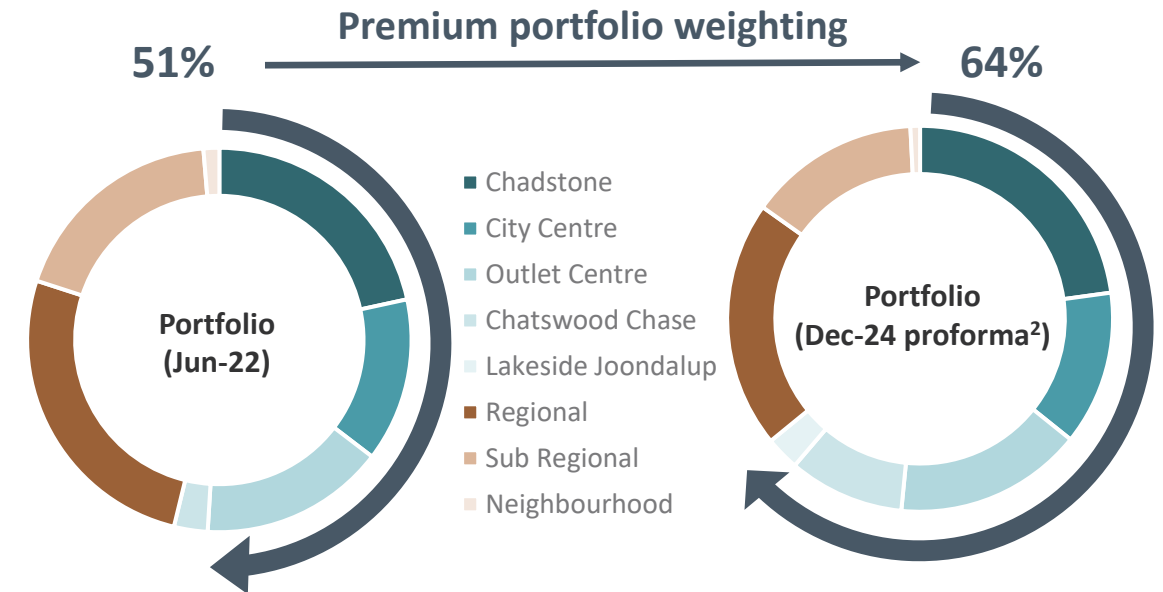 Premium portfolio weighting
51%
64%
Chadstone
City Centre
Outlet Centre
Chatswood Chase
Lakeside Joondalup
Regional
Sub Regional
Neighbourhood
Portfolio
(Jun-22)
Portfolio
(Dec-24 proforma²)